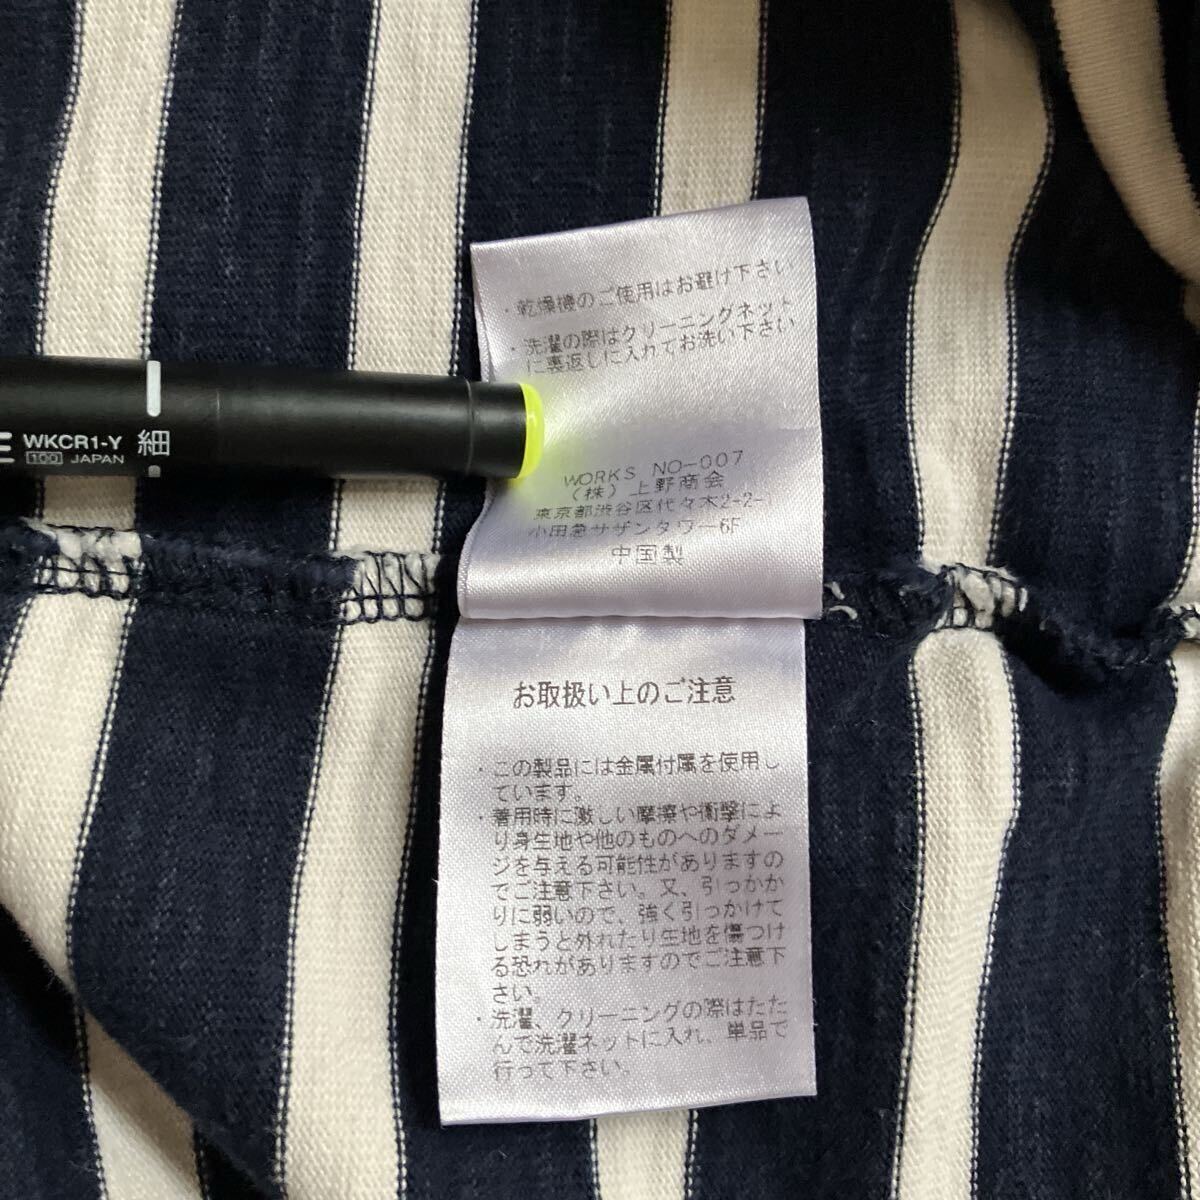 ・乾燥機のご使用はお避け下さい
・洗濯の際はクリーニングネット
に裏返しに入れてお洗い下さい
WKCR1-Y 細
100 JAPAN
WORKS NO-007
(株)上野商会
東京都渋谷区代々木2-2-1
小田急サザンタワー6F
中国製
お取扱い上のご注意
・この製品には金属付属を使用し
ています。
・着用時に激しい摩擦や衝撃によ
り身生地や他のものへのダメー
ジを与える可能性がありますの
でご注意下さい。又、引っかか
りに弱いので、強く引っかけて
しまうと外れたり生地を傷つけ
る恐れがありますのでご注意下
さい。
・洗濯、クリーニングの際はたた
んで洗濯ネットに入れ、単品で
行って下さい。